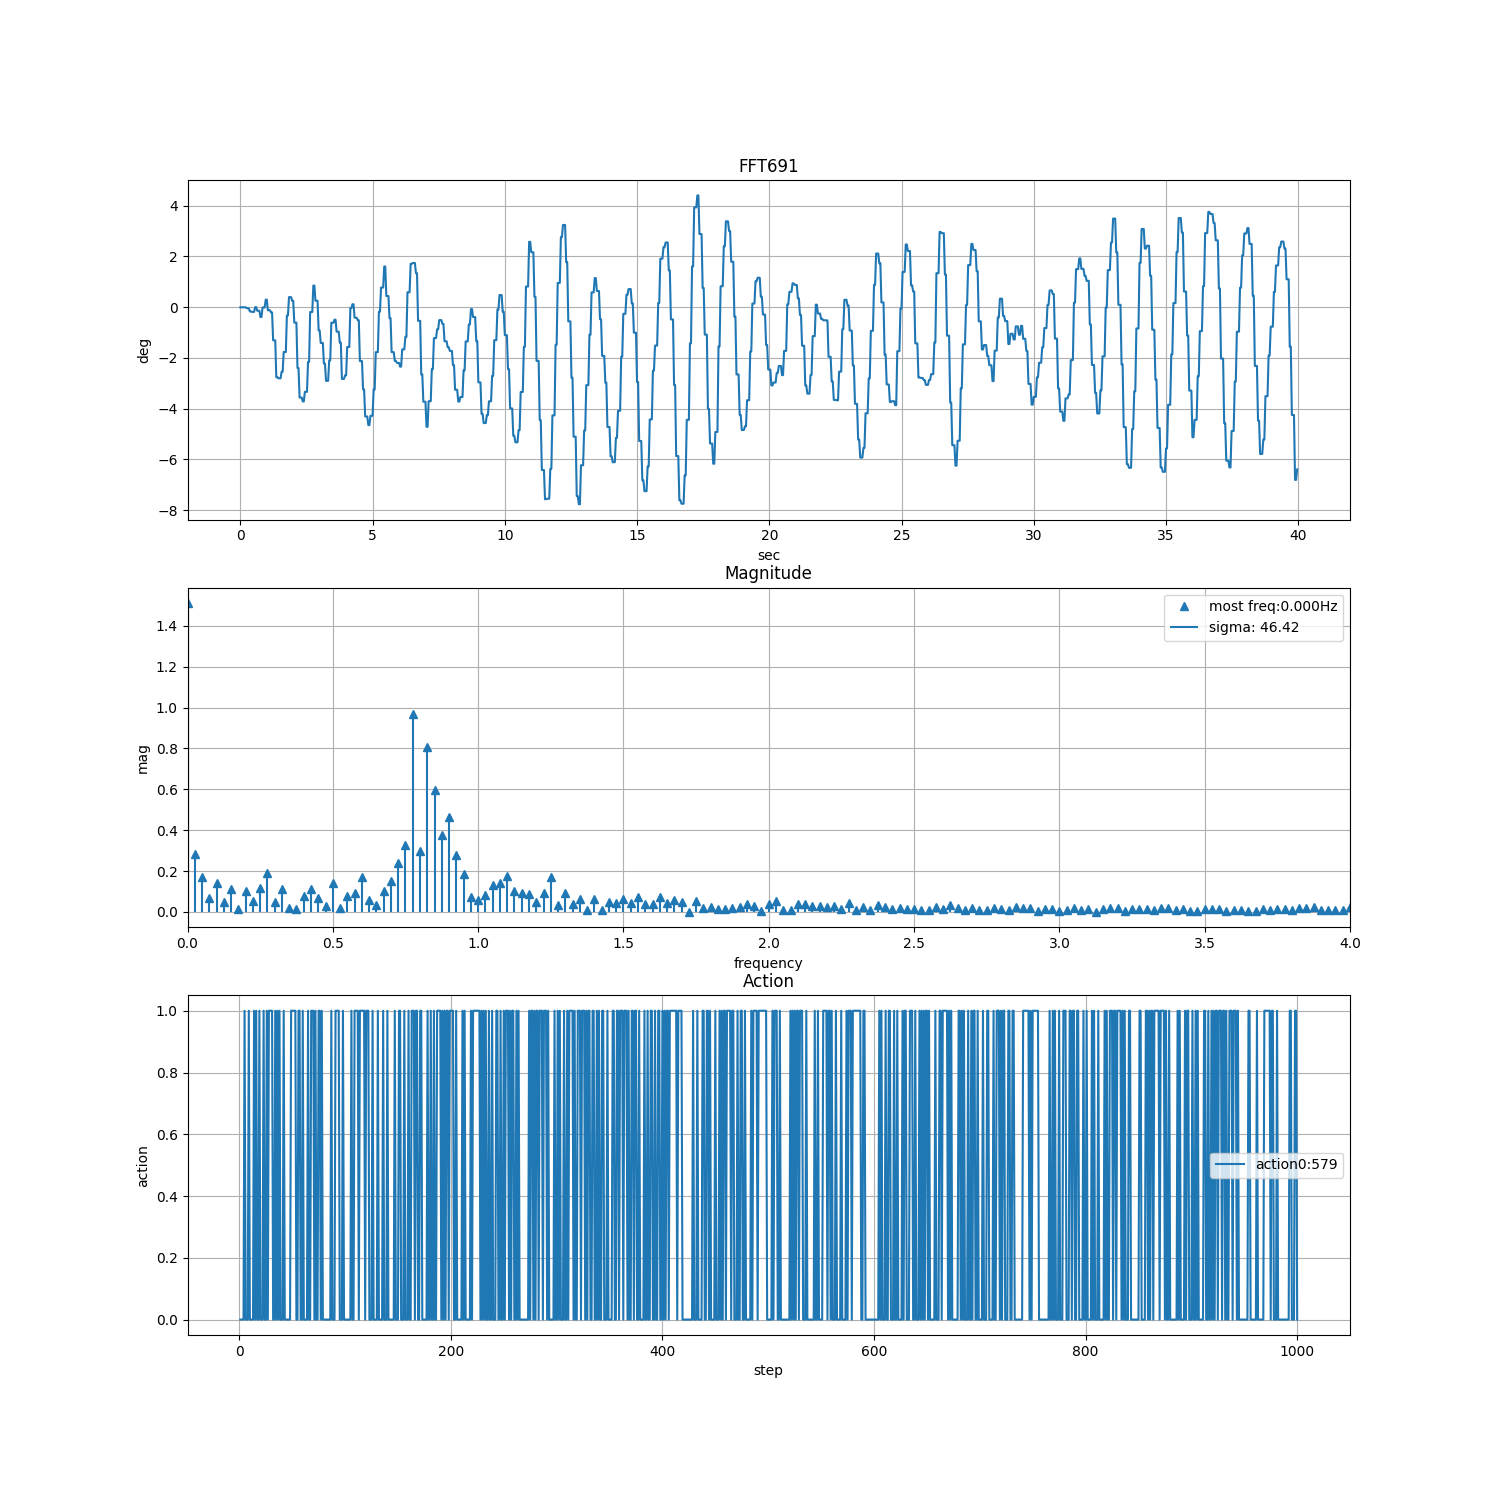 FFT691
4
2
0
−2
−4
−6
−8
deg
0 5 10 15 20 25 30 35 40
sec
Magnitude
most freq:0.000Hz
sigma: 46.42
1.4
1.2
1.0
0.8
0.6
0.4
0.2
0.0
mag
0.0 0.5 1.0 1.5 2.0 2.5 3.0 3.5 4.0
frequency
Action
1.0
0.8
0.6
0.4
0.2
0.0
action
action0:579
0 200 400 600 800 1000
step